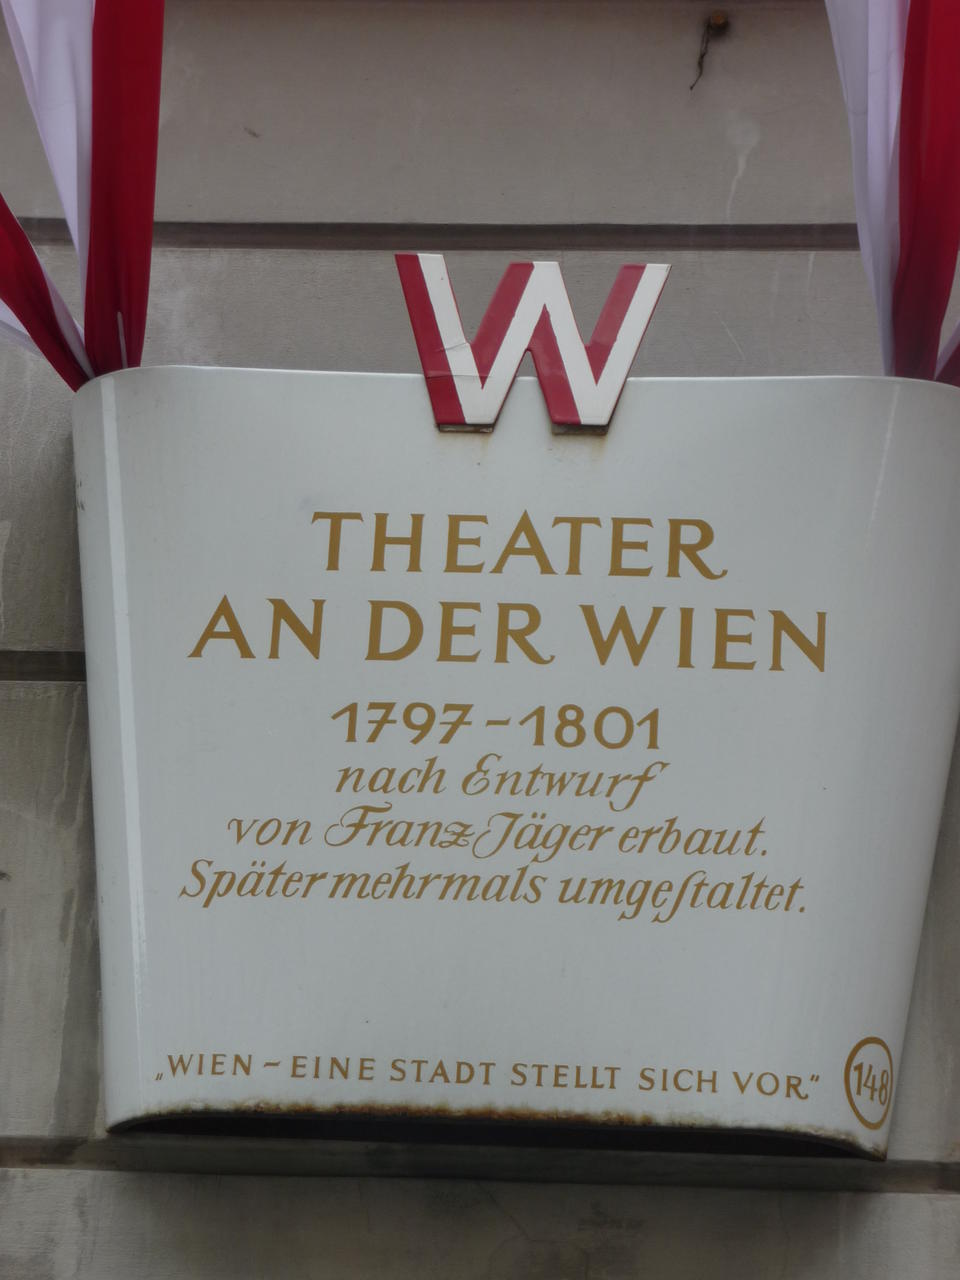 W
THEATER
AN DER WIEN
1797-1801
nach Entwurf
von Franz Jäger erbaut.
Später mehrmals umgeſtaltet.
„WIEN - EINE STADT STELLT SICH VOR."
148